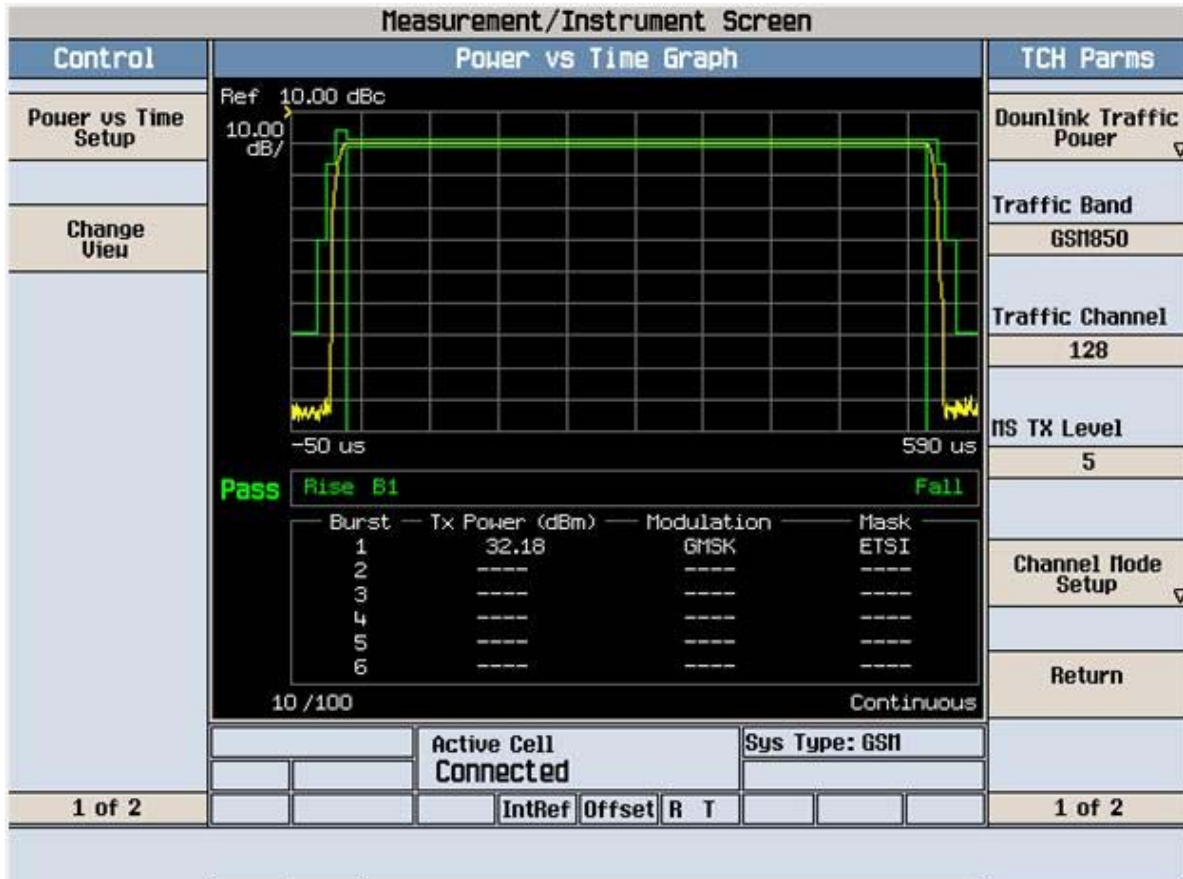 Measurement/Instrument Screen
Control
Power vs Time Graph
TCH Parms
Power vs Time
Setup
Change
View
1 of 2
Ref 10.00 dBc
10.00
dB/
-50 us
590 us
Pass
Rise B1
Fall
Burst Tx Power (dBm) Modulation Mask
1 32.18 GMSK ETSI
2 ---- ---- ----
3 ---- ---- ----
4 ---- ---- ----
5 ---- ---- ----
6 ---- ---- ----
10 /100
Continuous
Active Cell
Connected
Sys Type: GSM
IntRef Offset R T
Downlink Traffic
Power
Traffic Band
GSM850
Traffic Channel
128
MS TX Level
5
Channel Mode
Setup
Return
1 of 2